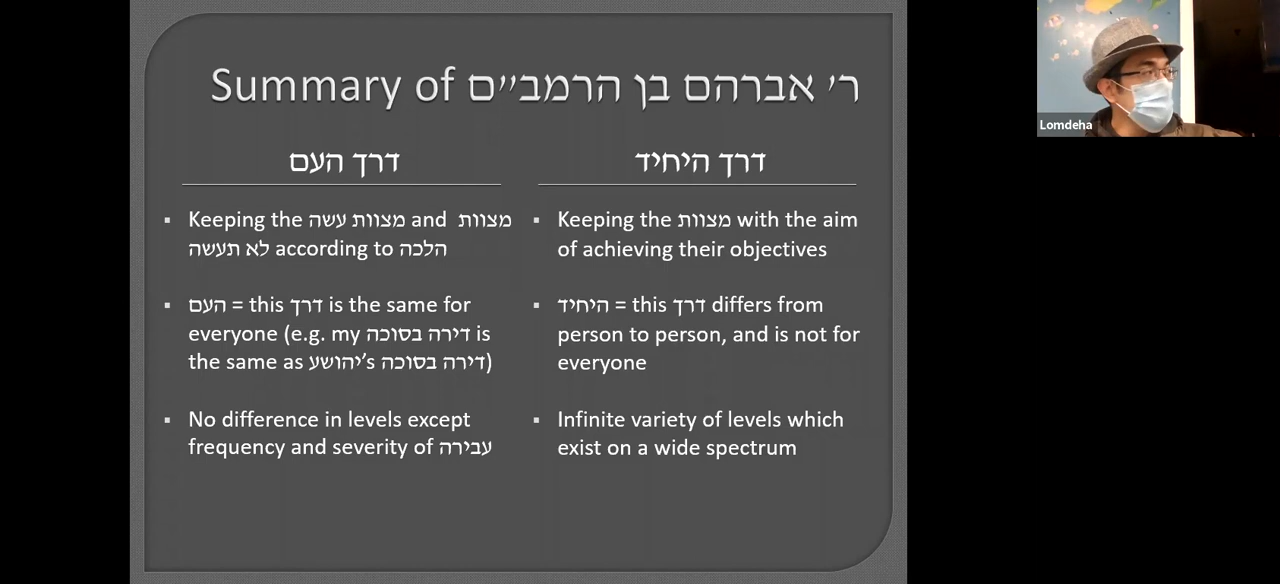 Summary of ר׳ אברהם בן הרמב״ם
דרך העם
Keeping the מצוות עשה and מצוות
לא תעשה according to הלכה
העם = this דרך is the same for
everyone (e.g. my דירה בסוכה is
the same as יהושע’s דירה בסוכה)
No difference in levels except
frequency and severity of עבירה
דרך היחיד
Keeping the מצוות with the aim
of achieving their objectives
היחיד = this דרך differs from
person to person, and is not for
everyone
Infinite variety of levels which
exist on a wide spectrum
Lomdeha